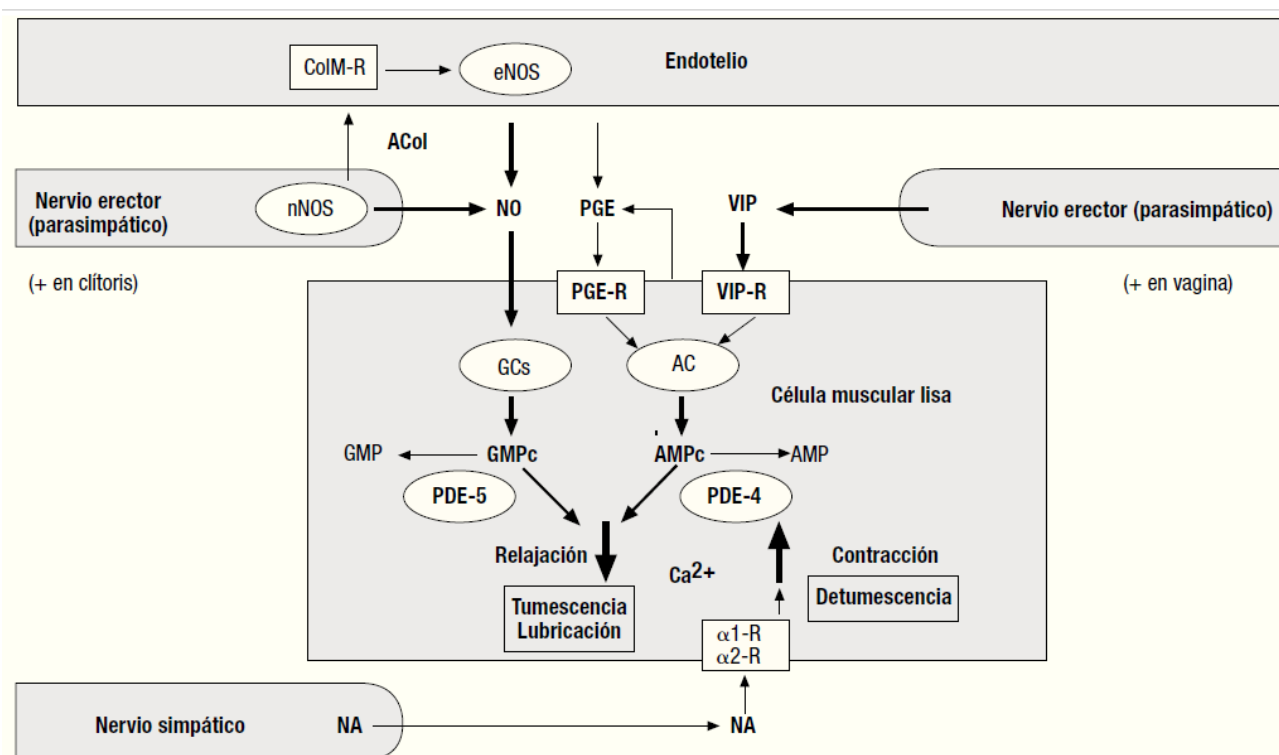 Endotelio
ColM-R
eNOS
ACol
Nervio erector
(parasimpático)
nNOS
NO
PGE
VIP
Nervio erector (parasimpático)
(+ en clítoris)
(+ en vagina)
PGE-R
VIP-R
GCs
AC
Célula muscular lisa
GMP
GMPc
AMPc
AMP
PDE-5
PDE-4
Relajación
Ca2+
Contracción
Tumescencia
Lubricación
Detumescencia
α1-R
α2-R
Nervio simpático
NA
NA